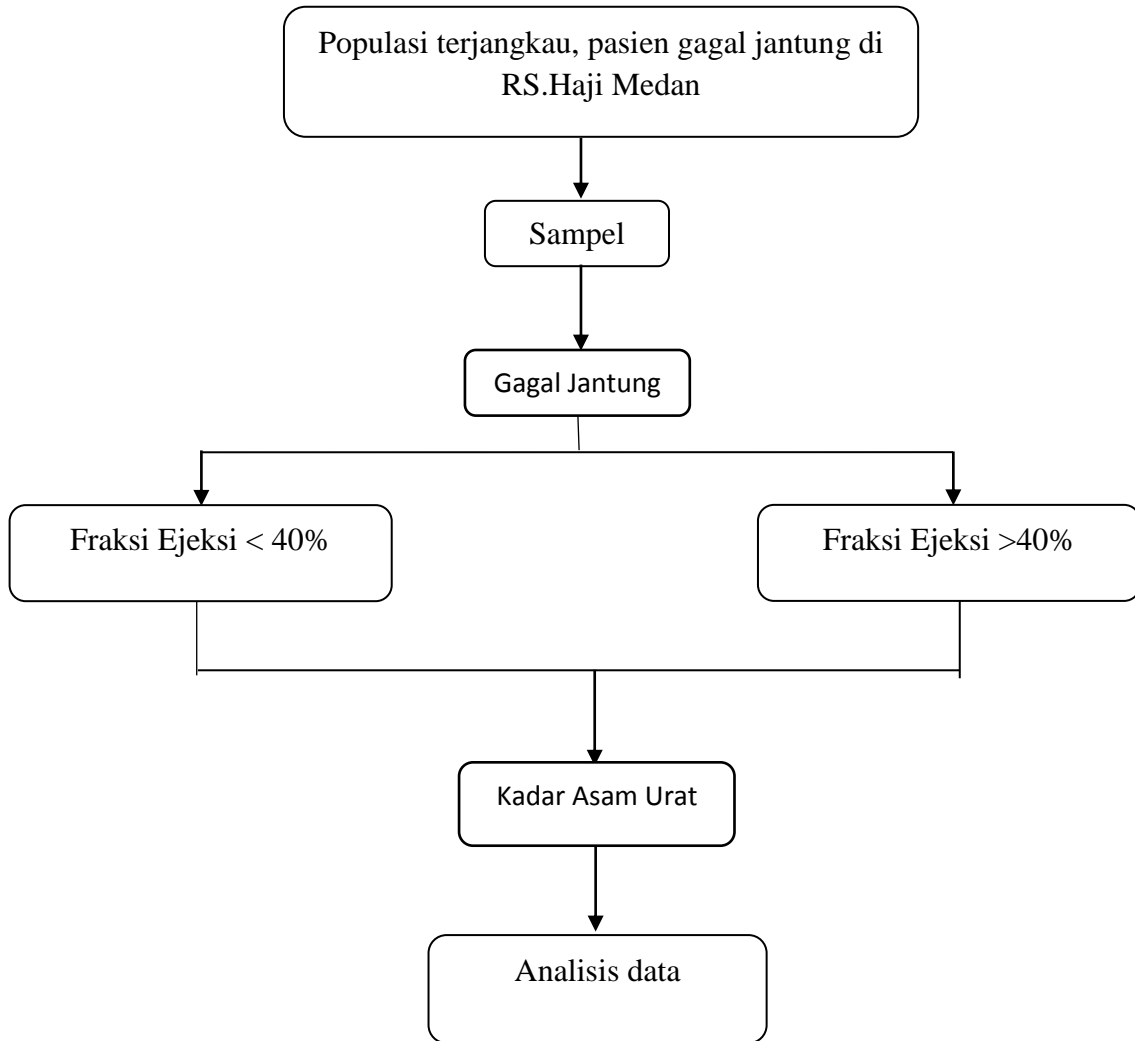 Populasi terjangkau, pasien gagal jantung di
RS.Haji Medan
Sampel
Gagal Jantung
Fraksi Ejeksi < 40%
Fraksi Ejeksi >40%
Kadar Asam Urat
Analisis data